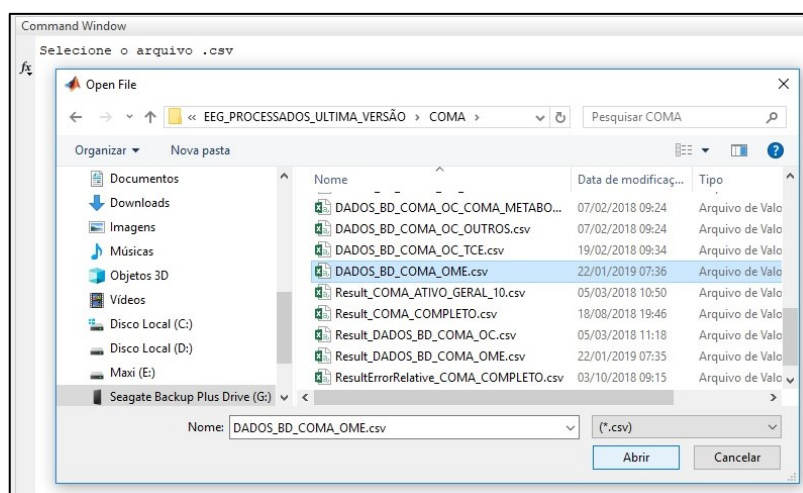 Command Window
Selecione o arquivo .csv
fx
Open File
« EEG_PROCESSADOS_ULTIMA_VERSÃO › COMA ›
Pesquisar COMA
Organizar
Nova pasta
Documentos
Downloads
Imagens
Músicas
Objetos 3D
Vídeos
Disco Local (C:)
Disco Local (D:)
Maxi (E:)
Seagate Backup Plus Drive (G:)
Nome Data de modificaç... Tipo
DADOS_BD_COMA_OC_COMA_METABO... 07/02/2018 09:24 Arquivo de Valo
DADOS_BD_COMA_OC_OUTROS.csv 07/02/2018 09:24 Arquivo de Valo
DADOS_BD_COMA_OC_TCE.csv 19/02/2018 09:34 Arquivo de Valo
DADOS_BD_COMA_OME.csv 22/01/2019 07:36 Arquivo de Valo
Result_COMA_ATIVO_GERAL_10.csv 05/03/2018 10:50 Arquivo de Valo
Result_COMA_COMPLETO.csv 18/08/2018 19:46 Arquivo de Valo
Result_DADOS_BD_COMA_OC.csv 05/03/2018 11:18 Arquivo de Valo
Result_DADOS_BD_COMA_OME.csv 22/01/2019 07:35 Arquivo de Valo
ResultErrorRelative_COMA_COMPLETO.csv 03/10/2018 09:15 Arquivo de Valo
Nome: DADOS_BD_COMA_OME.csv (*.csv)
Abrir Cancelar